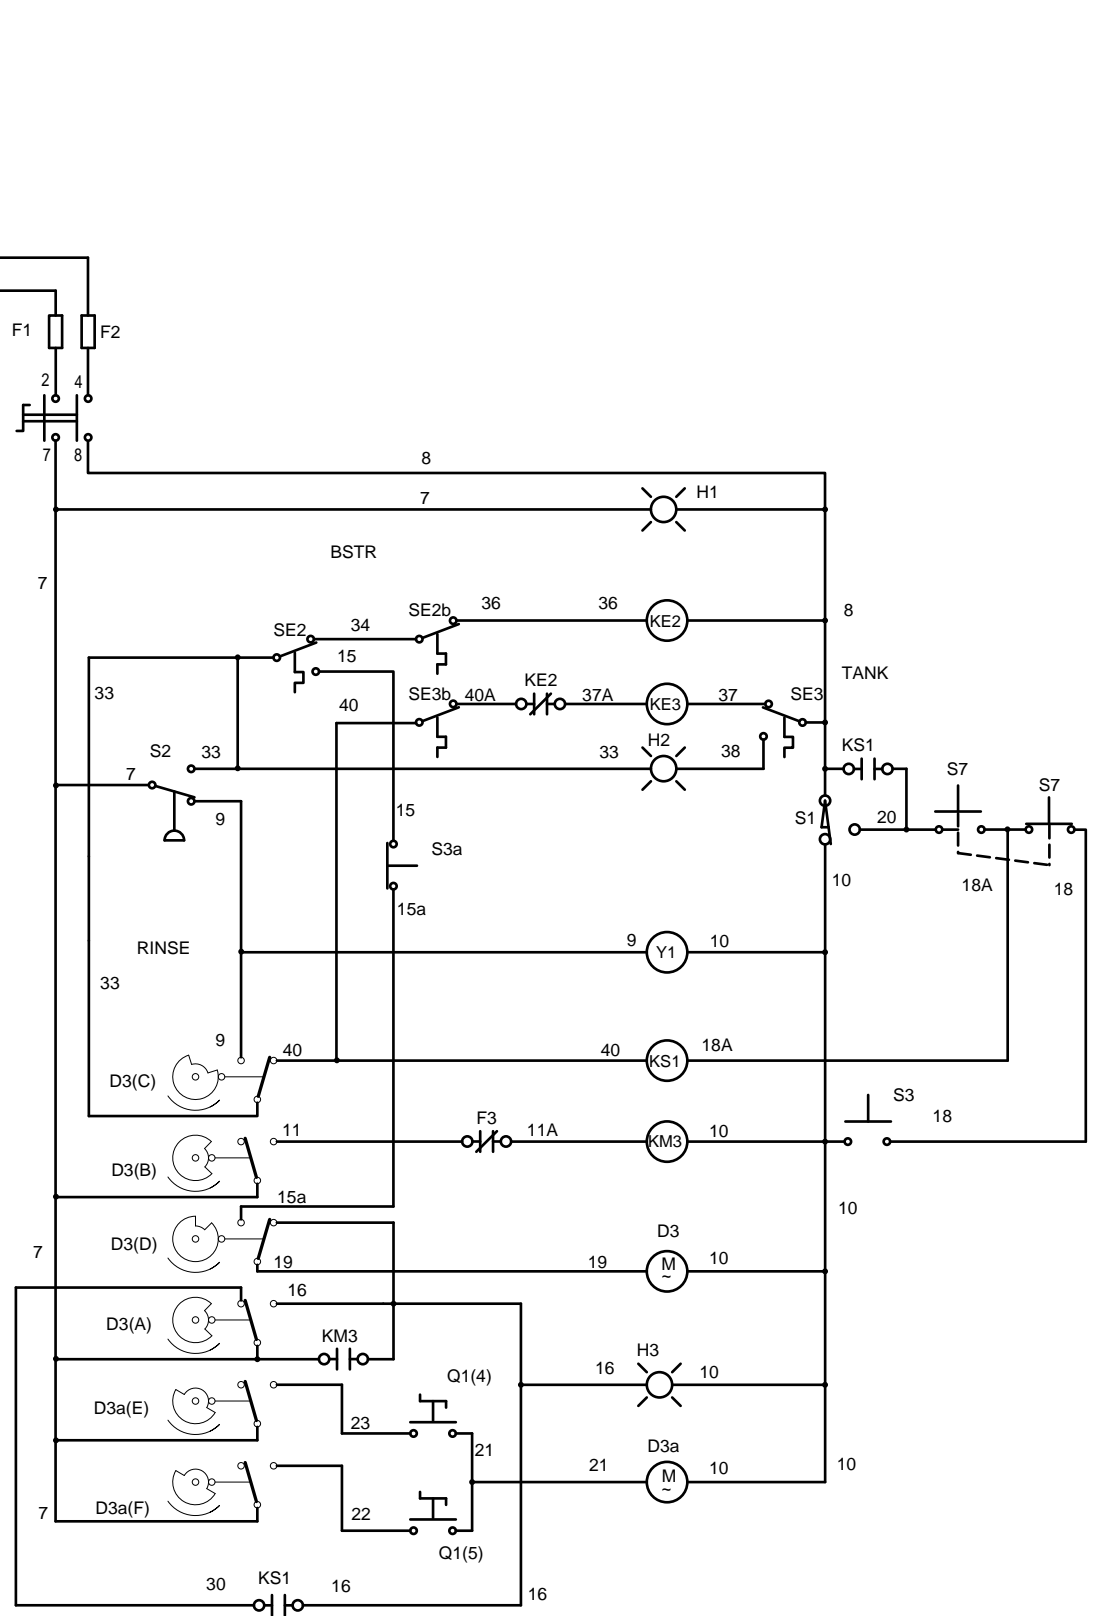 F1
F2
2
4
7
8
8
7
H1
BSTR
7
SE2b
36
36
KE2
8
SE2
34
15
TANK
33
40
SE3b
40A
KE2
37A
KE3
37
SE3
S2
33
33
H2
38
KS1
S7
S7
7
9
15
S1
20
S3a
10
18A
18
15a
RINSE
9
Y1
10
33
9
40
40
KS1
18A
D3(C)
F3
S3
11
11A
KM3
10
18
D3(B)
15a
10
D3(D)
D3
7
19
19
M
~
10
16
D3(A)
KM3
H3
16
10
Q1(4)
D3a(E)
23
21
D3a
21
M
~
10
10
7
D3a(F)
22
Q1(5)
30
KS1
16
16